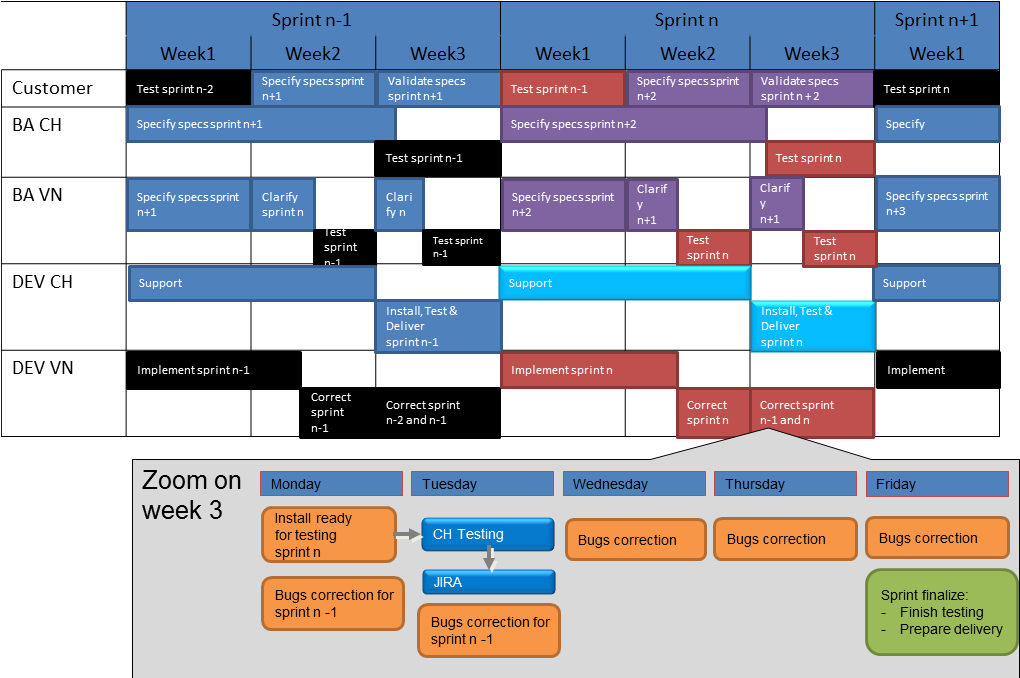 Sprint n-1
Sprint n
Sprint n+1
Week1
Week2
Week3
Week1
Week2
Week3
Week1
Customer
Test sprint n-2
Specify specs sprint
n+1
Validate specs
sprint n+1
Test sprint n-1
Specify specs sprint
n+2
Validate specs
sprint n + 2
Test sprint n
BA CH
Specify specs sprint n+1
Specify specs sprint n+2
Specify
Test sprint n-1
Test sprint n
BA VN
Specify specs sprint
n+1
Clarify
sprint n
Clari
fy n
Specify specs sprint
n+2
Clarif
y
n+1
Clarif
y
n+1
Specify specs sprint
n+3
Test
sprint
n-1
Test sprint
n-1
Test
sprint n
Test
sprint n
DEV CH
Support
Support
Support
Install, Test &
Deliver
sprint n-1
Install, Test &
Deliver
sprint n
DEV VN
Implement sprint n-1
Implement sprint n
Implement
Correct
sprint
n-1
Correct sprint
n-2 and n-1
Correct
sprint n
Correct sprint
n-1 and n
Zoom on
week 3
Monday
Tuesday
Wednesday
Thursday
Friday
Install ready
for testing
sprint n
CH Testing
Bugs correction
Bugs correction
Bugs correction
JIRA
Bugs correction for
sprint n -1
Bugs correction for
sprint n -1
Sprint finalize:
- Finish testing
- Prepare delivery